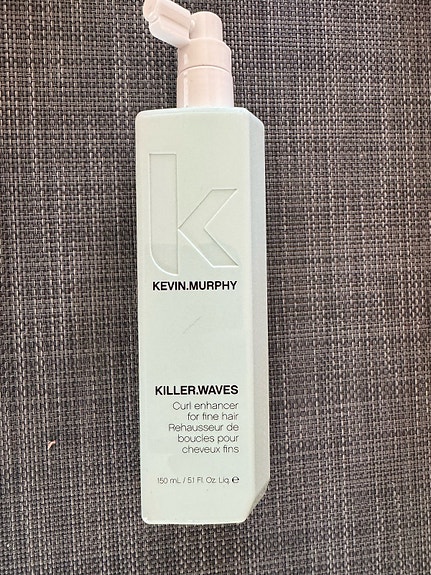 k
KEVIN.MURPHY
KILLER.WAVES
Curl enhancer
for fine hair
Rehausseur de
boucles pour
cheveux fins
150 mL / 5.1 Fl. Oz. Liq. ℮